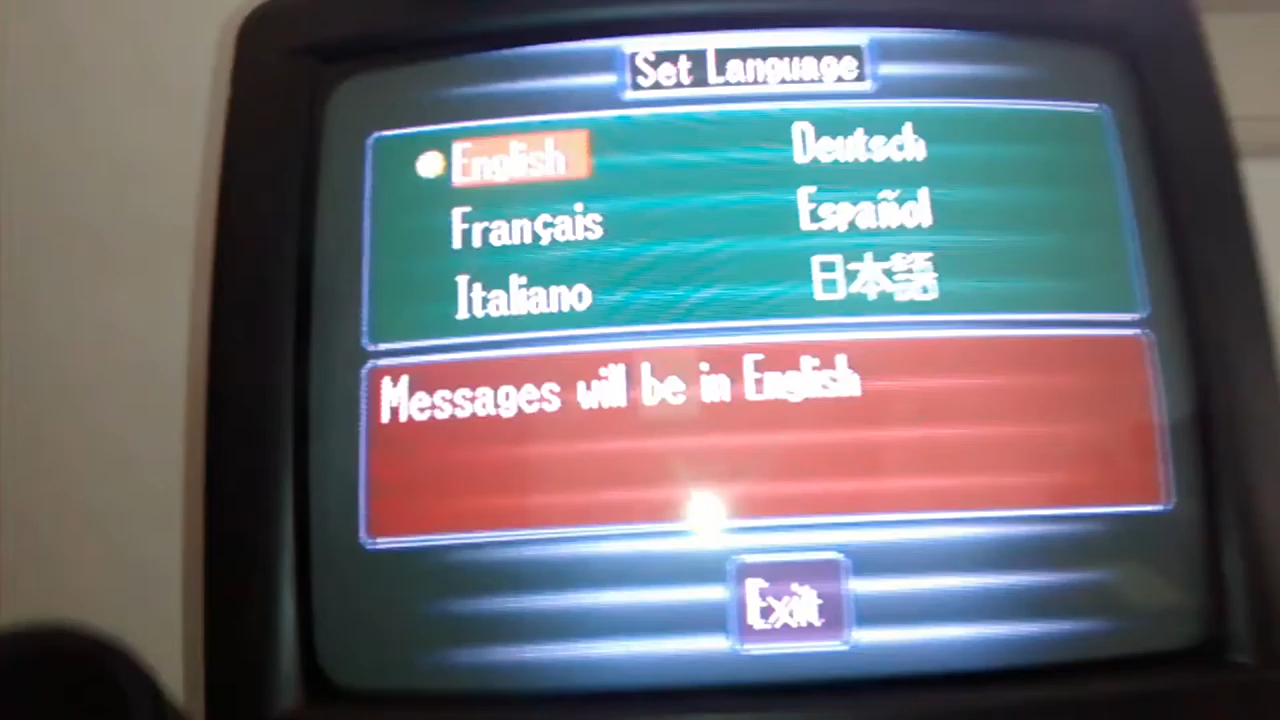 Set Language
English Deutsch
Français Español
Italiano 日本語
Messages will be in English
Exit